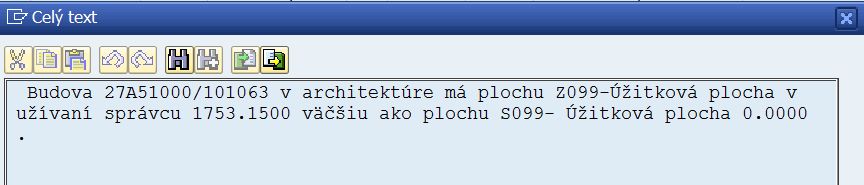 Celý text
Budova 27A51000/101063 v architektúre má plochu Z099-Úžitková plocha v
užívaní správcu 1753.1500 väčšiu ako plochu S099- Úžitková plocha 0.0000
.